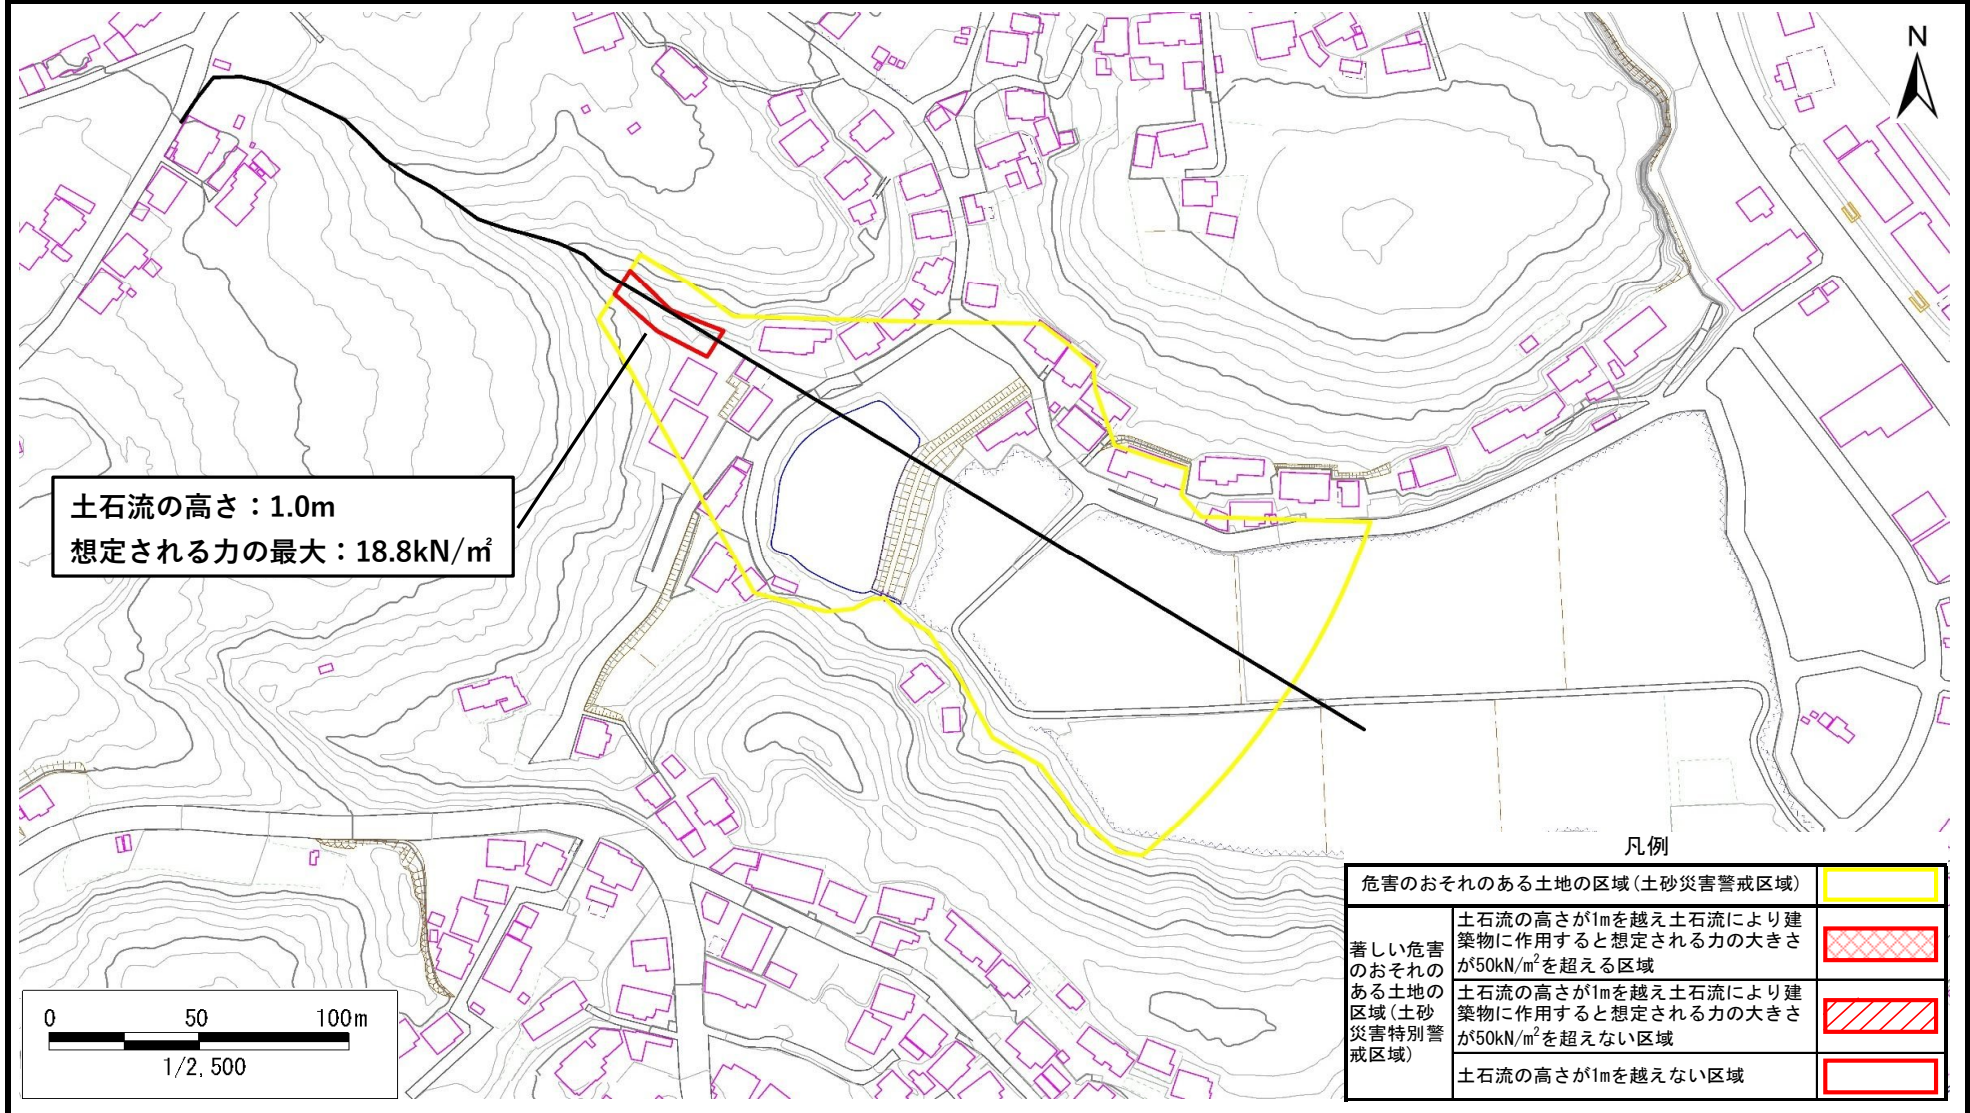 N
土石流の高さ：1.0m
想定される力の最大：18.8kN/㎡
凡例
危害のおそれのある土地の区域(土砂災害警戒区域)
著しい危害
のおそれの
ある土地の
区域(土砂
災害特別警
戒区域)
土石流の高さが1mを越え土石流により建
築物に作用すると想定される力の大きさ
が50kN/m²を超える区域
土石流の高さが1mを越え土石流により建
築物に作用すると想定される力の大きさ
が50kN/m²を超えない区域
土石流の高さが1mを越えない区域
0 50 100m
1/2,500